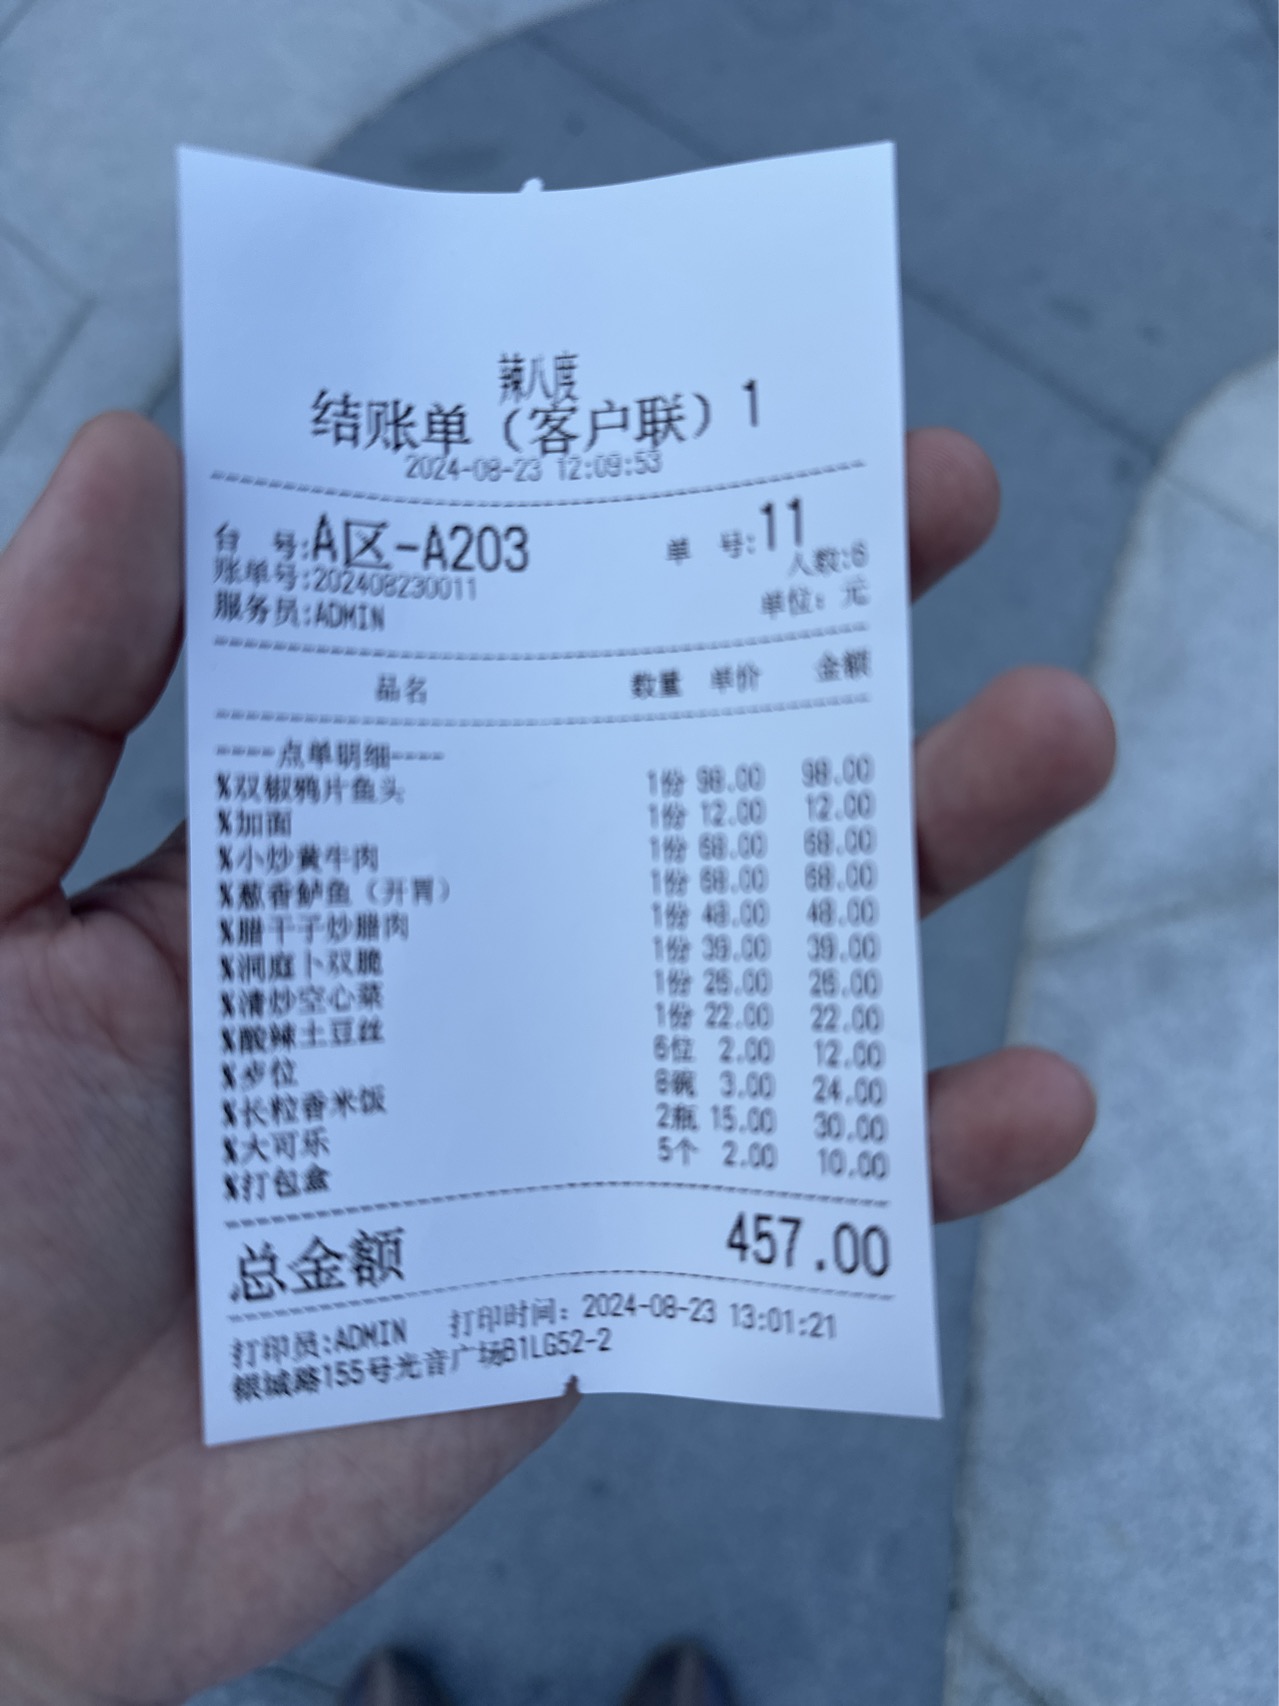 辣八度
结账单（客户联）1
2024-08-23 12:09:53
台 号:A区-A203 单 号:11
账单号:202408230011 人数:6
服务员:ADMIN 单位：元
品名 数量 单价 金额
----点单明细----
%双椒鸦片鱼头 1份 98.00 98.00
%加面 1份 12.00 12.00
%小炒黄牛肉 1份 68.00 68.00
%葱香鲈鱼（开胃） 1份 68.00 68.00
%腊干子炒腊肉 1份 48.00 48.00
%洞庭卜双脆 1份 39.00 39.00
%清炒空心菜 1份 26.00 26.00
%酸辣土豆丝 1份 22.00 22.00
%位 6位 2.00 12.00
%长粒香米饭 8碗 3.00 24.00
%大可乐 2瓶 15.00 30.00
%打包盒 5个 2.00 10.00
总金额 457.00
打印员:ADMIN 打印时间：2024-08-23 13:01:21
银城路155号光音广场B1LG52-2